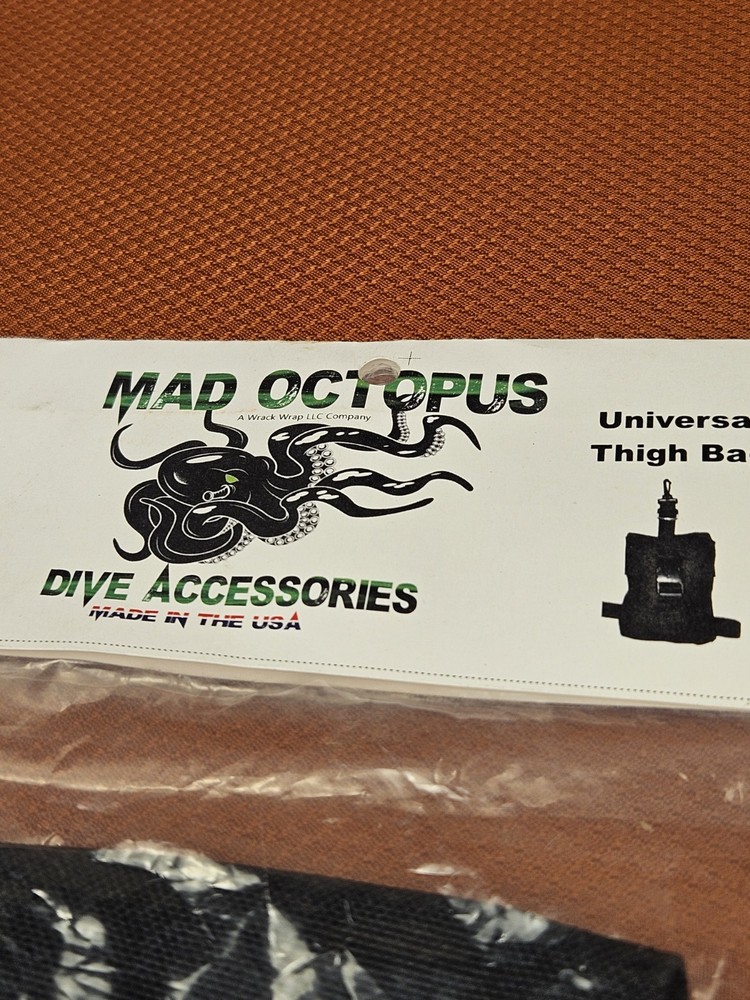 MAD OCTOPUS
A Wrack Wrap LLC Company
DIVE ACCESSORIES
MADE IN THE USA
Universa
Thigh Ba